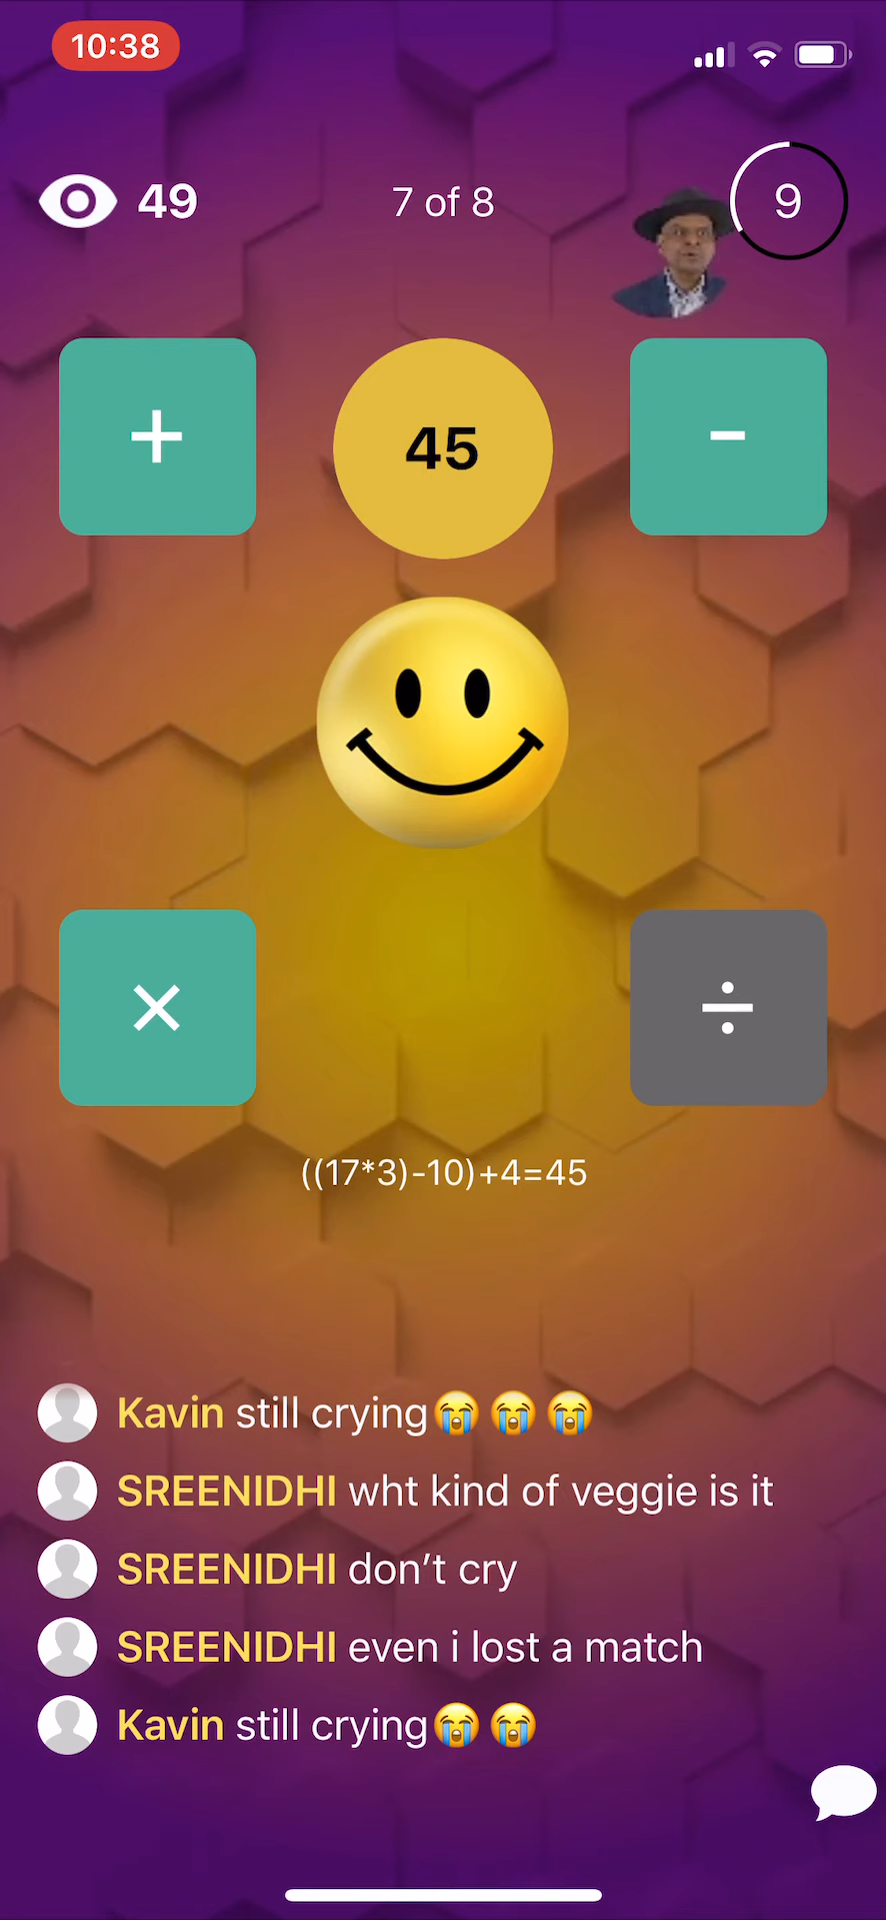 10:38
49
7 of 8
9
+
45
-
×
÷
((17*3)-10)+4=45
Kavin still crying😭😭😭
SREENIDHI wht kind of veggie is it
SREENIDHI don’t cry
SREENIDHI even i lost a match
Kavin still crying😭😭